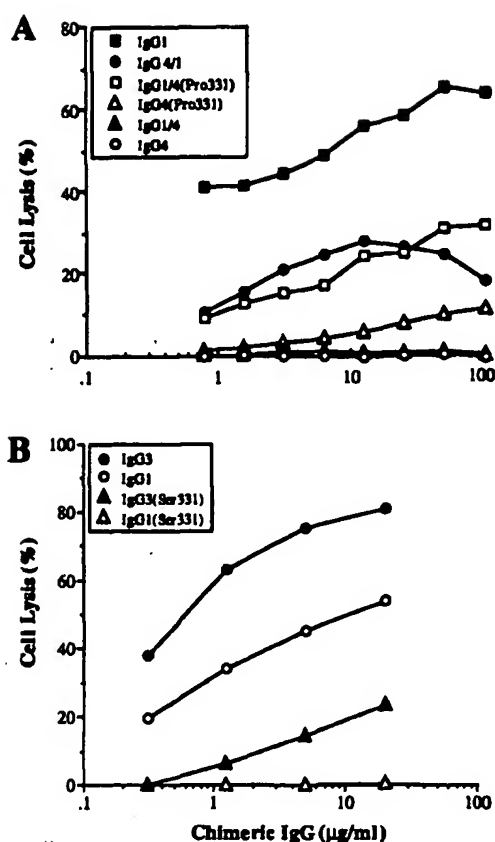 A
80
60
40
20
0
Cell Lysis (%)
IgG1
IgG4/1
IgG1/4(Pro331)
IgG4(Pro331)
IgG1/4
IgG4
.1
1
10
100
B
100
80
60
40
20
0
Cell Lysis (%)
IgG3
IgG1
IgG3(Ser331)
IgG1(Ser331)
.1
1
10
100
Chimeric IgG (µg/ml)